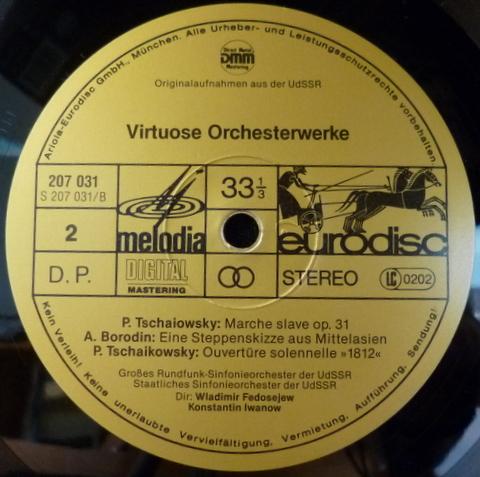 Ariola-Eurodisc GmbH., München. Alle Urheber- und Leistungsschutzrechte vorbehalten.
Direct Metal
DMM
Mastering
Originalaufnahmen aus der UdSSR
Virtuose Orchesterwerke
207 031
S 207 031/B
33 1/3
2
melodia
eurodisc
D. P.
DIGITAL
MASTERING
STEREO
LC 0202
P. Tschaiowsky: Marche slave op. 31
A. Borodin: Eine Steppenskizze aus Mittelasien
P. Tschaikowsky: Ouvertüre solennelle »1812«
Großes Rundfunk-Sinfonieorchester der UdSSR
Staatliches Sinfonieorchester der UdSSR
Dir: Wladimir Fedosejew
Konstantin Iwanow
Kein Verleih! Keine unerlaubte Vervielfältigung, Vermietung, Aufführung, Sendung!